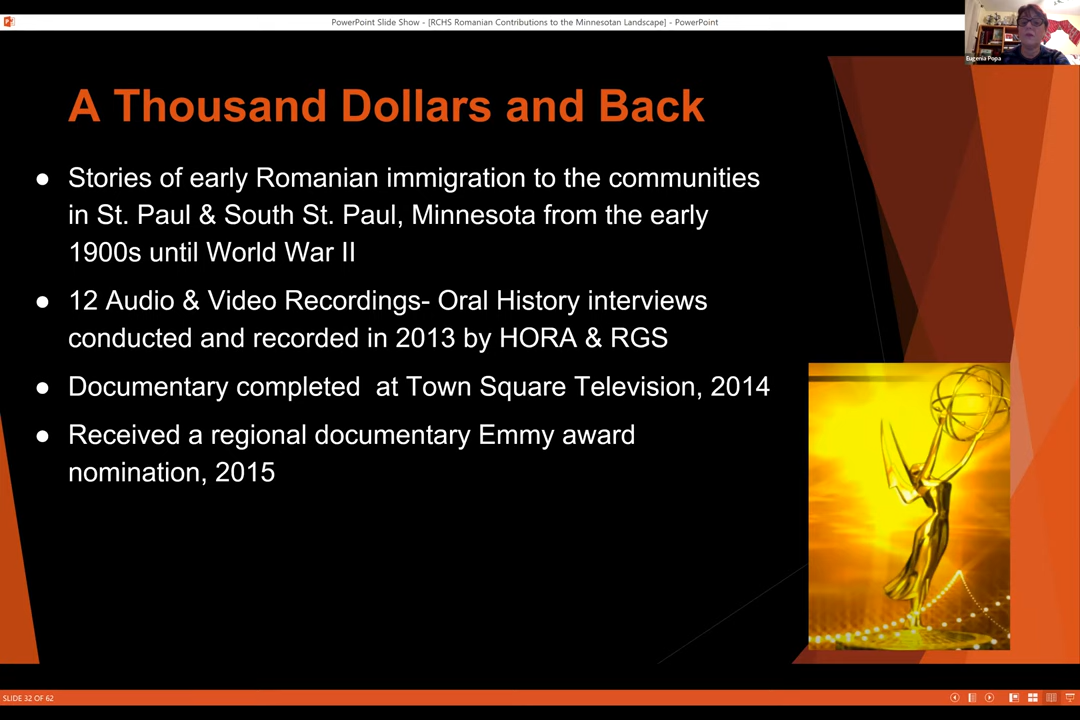 PowerPoint Slide Show - [RCHS Romanian Contributions to the Minnesotan Landscape] - PowerPoint
Eugenia Popa
A Thousand Dollars and Back
● Stories of early Romanian immigration to the communities
in St. Paul & South St. Paul, Minnesota from the early
1900s until World War II
● 12 Audio & Video Recordings- Oral History interviews
conducted and recorded in 2013 by HORA & RGS
● Documentary completed  at Town Square Television, 2014
● Received a regional documentary Emmy award
nomination, 2015
SLIDE 32 OF 62